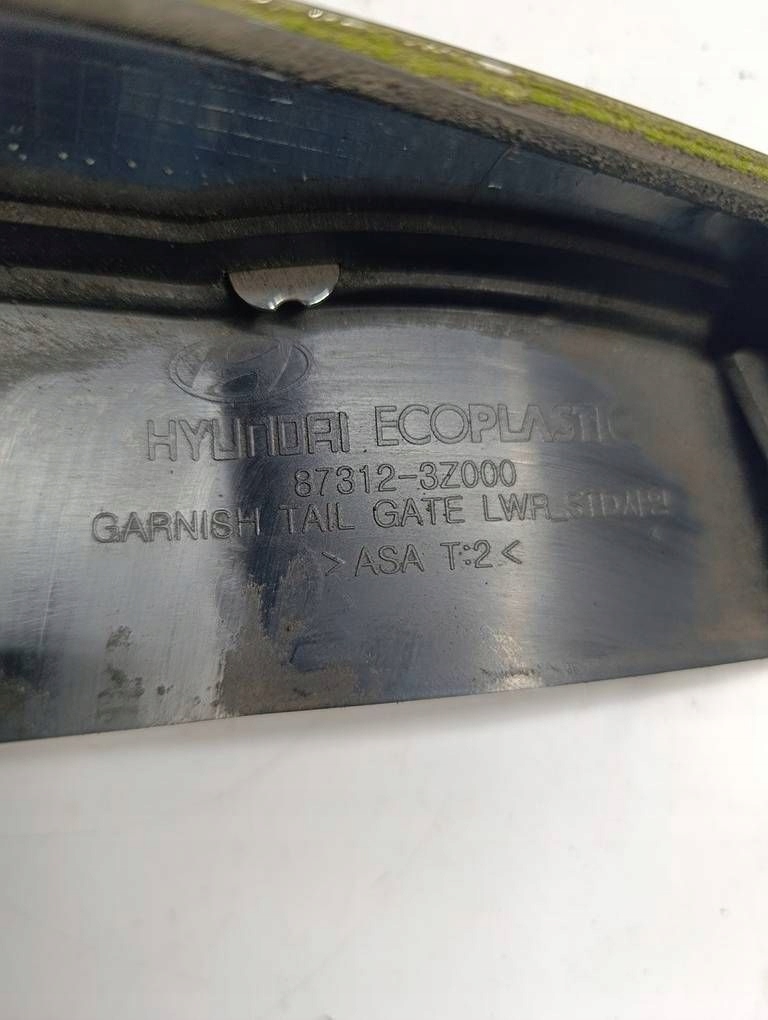 HYUNDAI ECOPLASTIC
87312-3Z000
GARNISH TAIL GATE LWR
>ASA T:2<